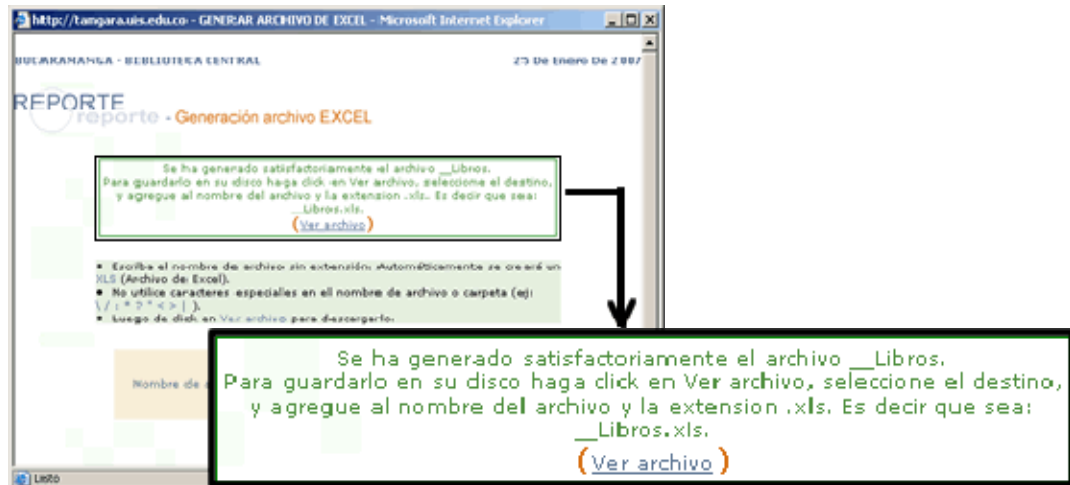 http://tangara.uis.edu.co - GENERAR ARCHIVO DE EXCEL - Microsoft Internet Explorer
BUCARAMANGA - BIBLIOTECA CENTRAL
25 De Enero De 2007
REPORTE
reporte - Generación archivo EXCEL
Se ha generado satisfactoriamente el archivo __Libros.
Para guardarlo en su disco haga click en Ver archivo, seleccione el destino,
y agregue al nombre del archivo y la extension .xls. Es decir que sea:
__Libros.xls.
(Ver archivo)
• Escriba el nombre de archivo sin extensión. Automáticamente se creará un
XLS (Archivo de Excel).
• No utilice caracteres especiales en el nombre de archivo o carpeta (ej:
\ / : * ? " < > | ).
• Luego de click en Ver archivo para descargarlo.
Nombre de
Se ha generado satisfactoriamente el archivo __Libros.
Para guardarlo en su disco haga click en Ver archivo, seleccione el destino,
y agregue al nombre del archivo y la extension .xls. Es decir que sea:
__Libros.xls.
(Ver archivo)
Listo